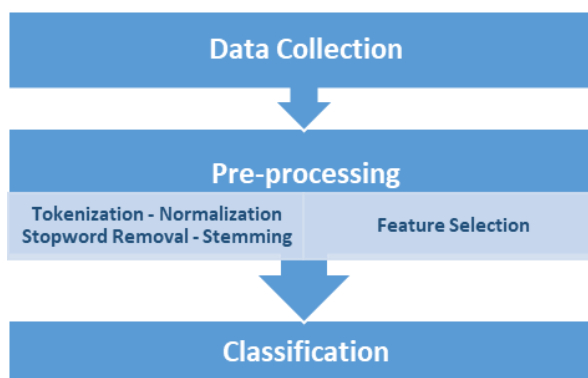 Data Collection
Pre-processing
Tokenization - Normalization
Stopword Removal - Stemming
Feature Selection
Classification